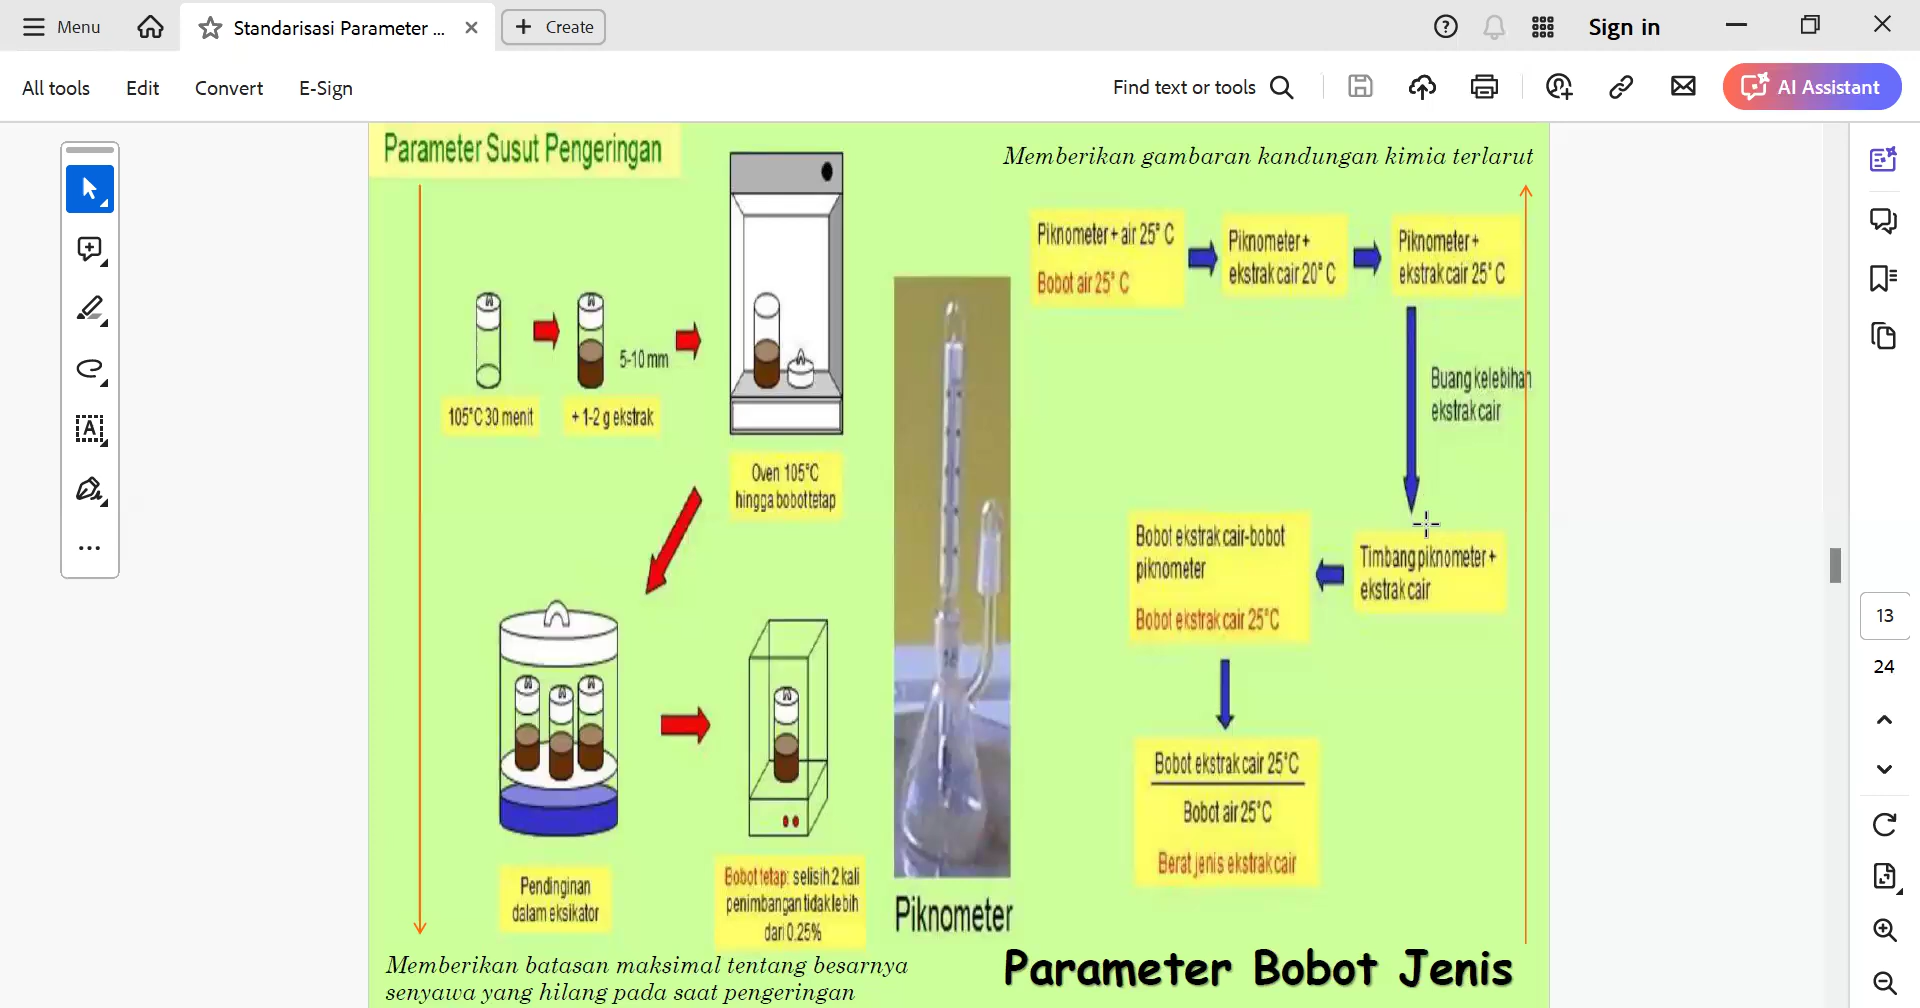 Menu
Standarisasi Parameter ...
Create
Sign in
All tools
Edit
Convert
E-Sign
Find text or tools
AI Assistant
Parameter Susut Pengeringan
105°C 30 menit
+ 1-2 g ekstrak
5-10 mm
Oven 105°C
hingga bobot tetap
Pendinginan
dalam eksikator
Bobot tetap: selisih 2 kali
penimbangan tidak lebih
dari 0.25%
Memberikan batasan maksimal tentang besarnya
senyawa yang hilang pada saat pengeringan
Piknometer
Memberikan gambaran kandungan kimia terlarut
Piknometer + air 25° C
Bobot air 25° C
Piknometer +
ekstrak cair 20° C
Piknometer +
ekstrak cair 25° C
Buang kelebihan
ekstrak cair
Timbang piknometer +
ekstrak cair
Bobot ekstrak cair-bobot
piknometer
Bobot ekstrak cair 25°C
Bobot ekstrak cair 25°C
Bobot air 25°C
Berat jenis ekstrak cair
Parameter Bobot Jenis
13
24